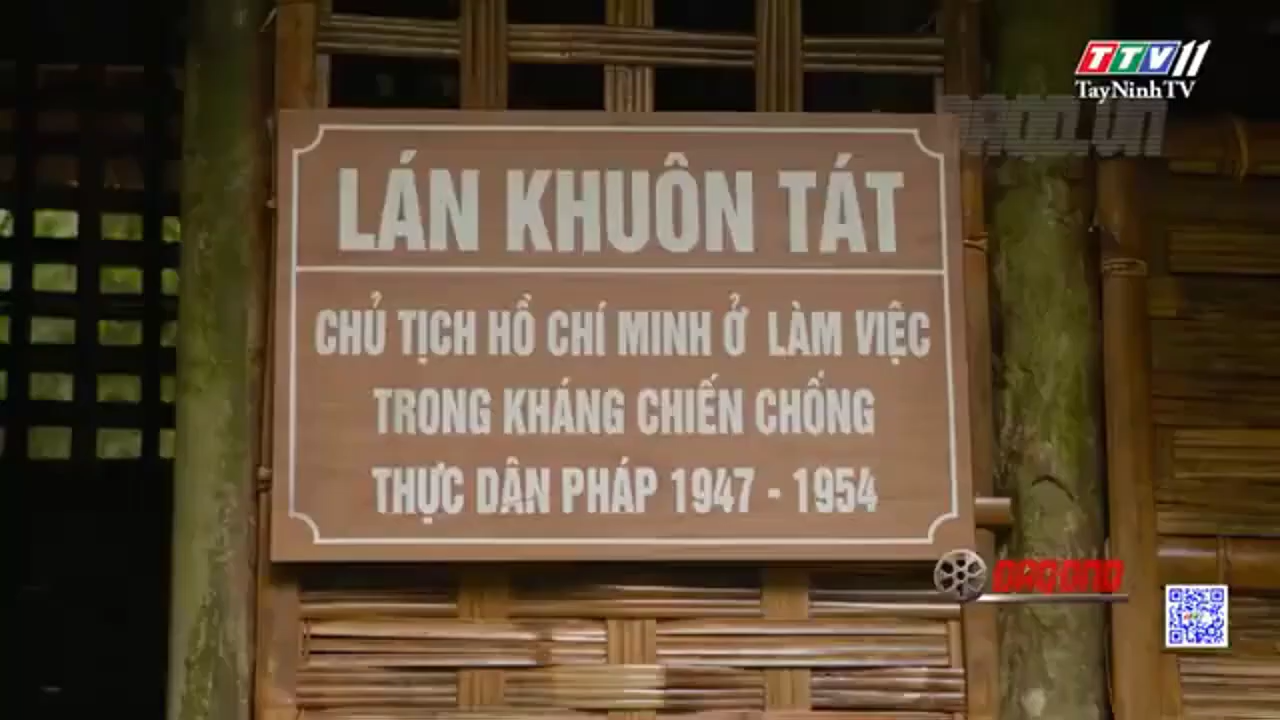 TTV11
TayNinhTV
LÁN KHUÔN TÁT
CHỦ TỊCH HỒ CHÍ MINH Ở LÀM VIỆC
TRONG KHÁNG CHIẾN CHỐNG
THỰC DÂN PHÁP 1947 - 1954